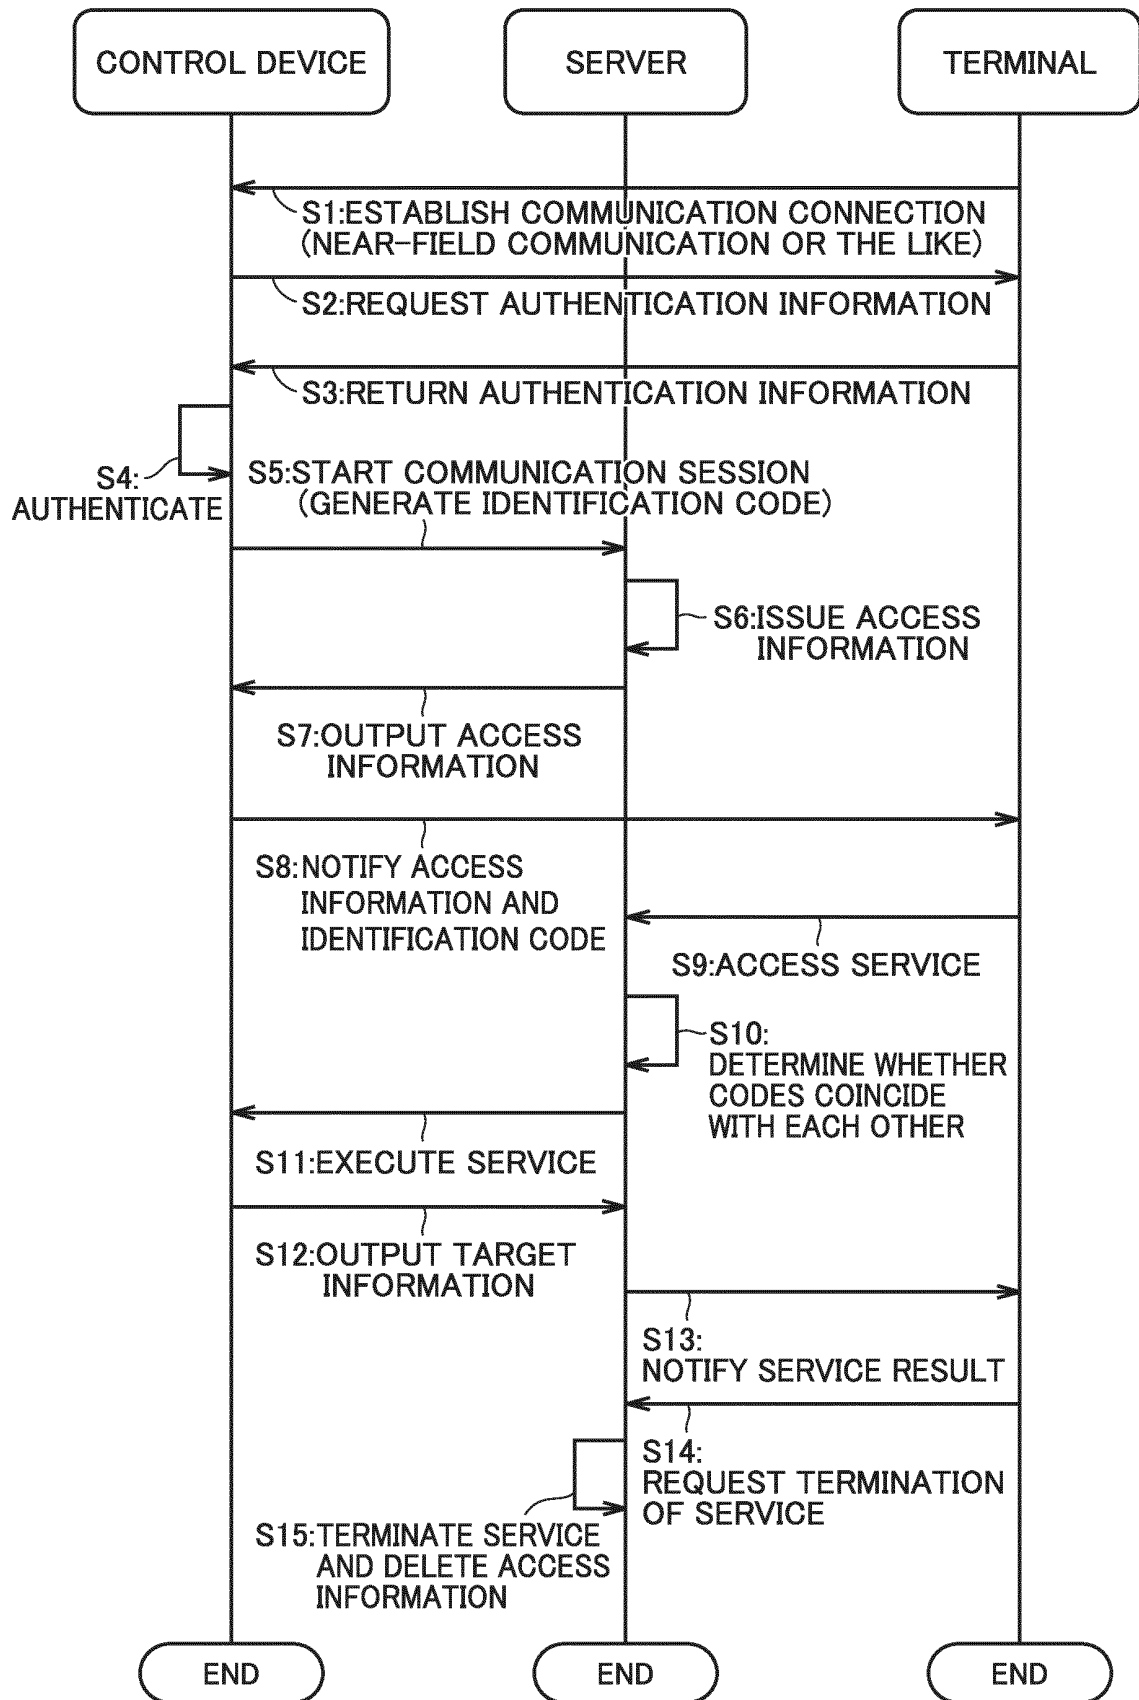 CONTROL DEVICE
SERVER
TERMINAL
S1:ESTABLISH COMMUNICATION CONNECTION
(NEAR-FIELD COMMUNICATION OR THE LIKE)
S2:REQUEST AUTHENTICATION INFORMATION
S3:RETURN AUTHENTICATION INFORMATION
S4:
AUTHENTICATE
S5:START COMMUNICATION SESSION
(GENERATE IDENTIFICATION CODE)
S6:ISSUE ACCESS
INFORMATION
S7:OUTPUT ACCESS
INFORMATION
S8:NOTIFY ACCESS
INFORMATION AND
IDENTIFICATION CODE
S9:ACCESS SERVICE
S10:
DETERMINE WHETHER
CODES COINCIDE
WITH EACH OTHER
S11:EXECUTE SERVICE
S12:OUTPUT TARGET
INFORMATION
S13:
NOTIFY SERVICE RESULT
S14:
REQUEST TERMINATION
OF SERVICE
S15:TERMINATE SERVICE
AND DELETE ACCESS
INFORMATION
END
END
END